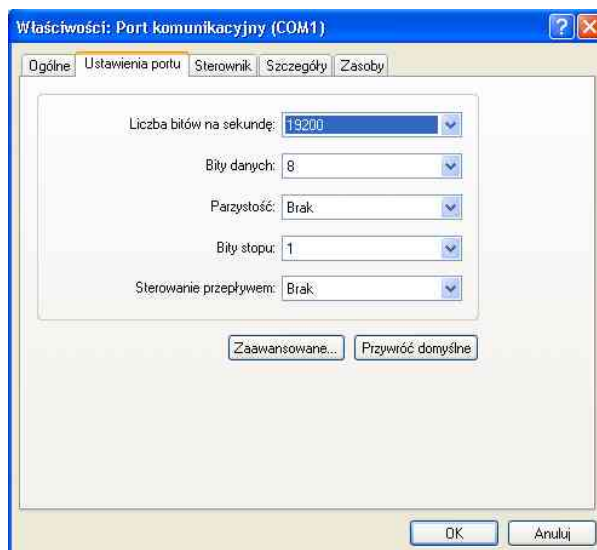 Właściwości: Port komunikacyjny (COM1)
Ogólne Ustawienia portu Sterownik Szczegóły Zasoby
Liczba bitów na sekundę: 19200
Bity danych: 8
Parzystość: Brak
Bity stopu: 1
Sterowanie przepływem: Brak
Zaawansowane... Przywróć domyślne
OK Anuluj